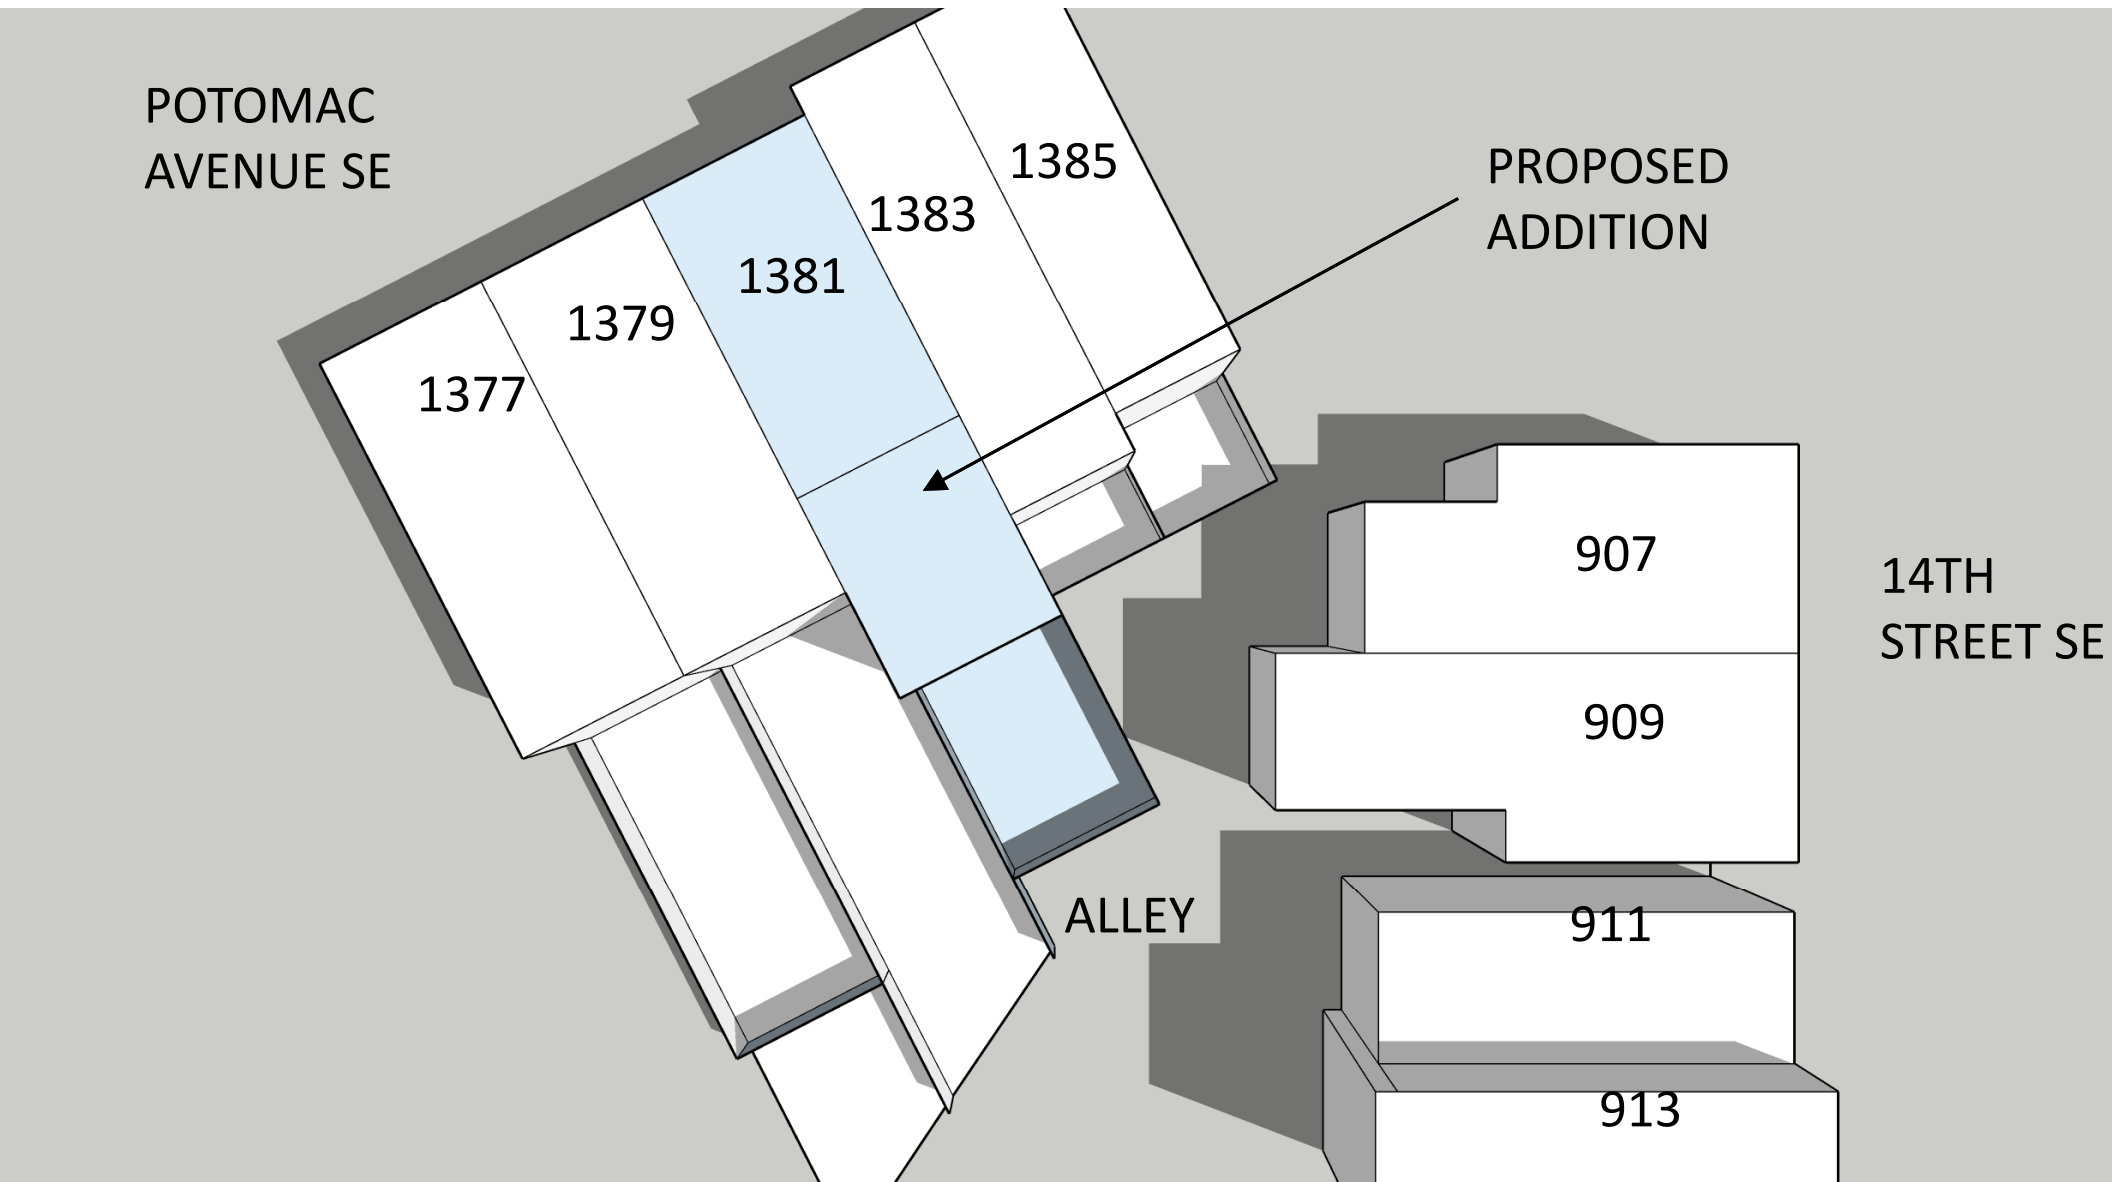 POTOMAC
AVENUE SE
1385
PROPOSED
ADDITION
1383
1381
1379
1377
907
14TH
STREET SE
909
ALLEY
911
913